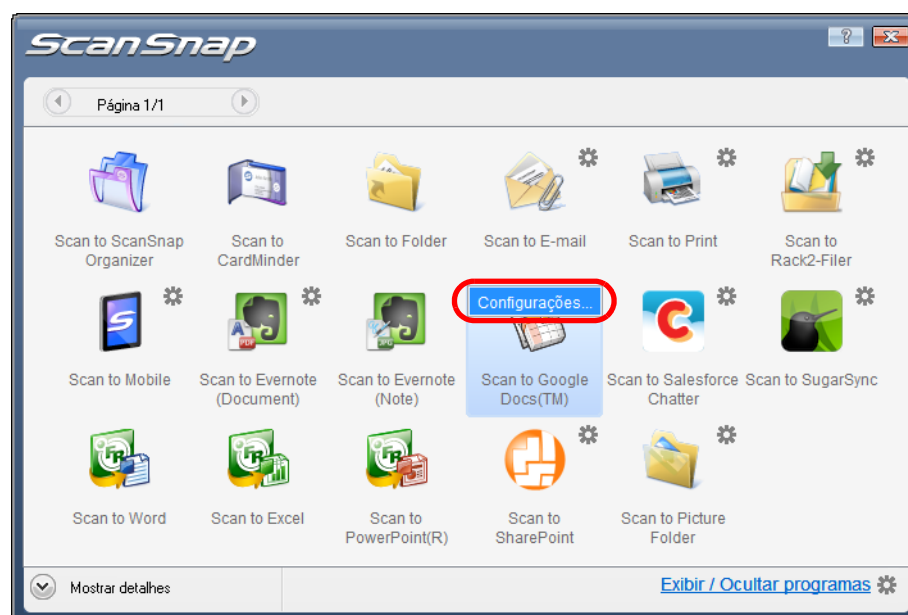 ScanSnap
Página 1/1
Scan to ScanSnap
Organizer
Scan to
CardMinder
Scan to Folder
Scan to E-mail
Scan to Print
Scan to
Rack2-Filer
Configurações...
Scan to Mobile
Scan to Evernote
(Document)
Scan to Evernote
(Note)
Scan to Google
Docs(TM)
Scan to Salesforce
Chatter
Scan to SugarSync
Scan to Word
Scan to Excel
Scan to
PowerPoint(R)
Scan to
SharePoint
Scan to Picture
Folder
Mostrar detalhes
Exibir / Ocultar programas